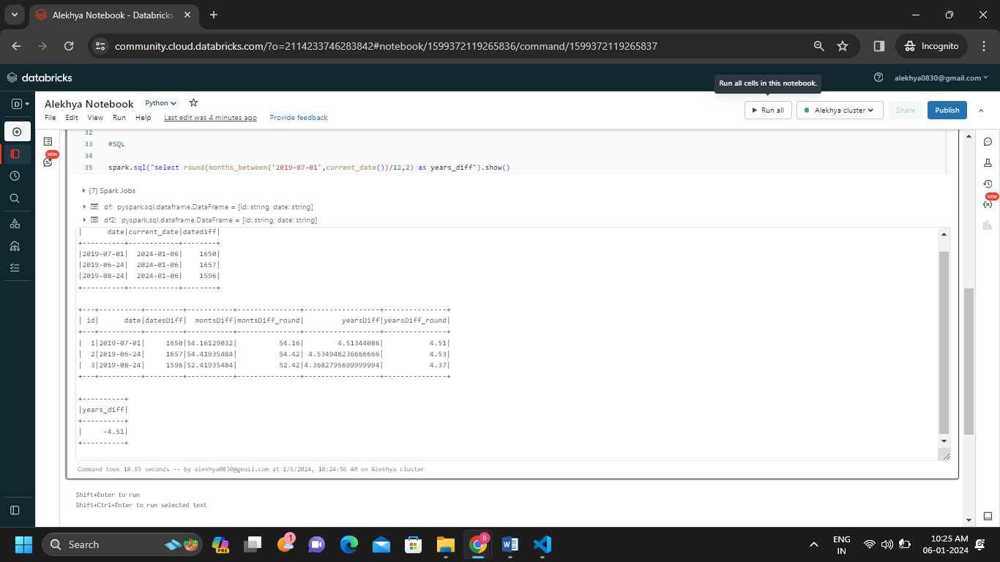 Alekhya Notebook - Databricks
community.cloud.databricks.com/?o=2114233746283842#notebook/1599372119265836/command/1599372119265837
Incognito
databricks
Run all cells in this notebook.
alekhya0830@gmail.com
D
Alekhya Notebook Python
File Edit View Run Help Last edit was 4 minutes ago Provide feedback
Run all Alekhya cluster Share Publish
NEW
NEW
32
33 #SQL
34
35 spark.sql("select round(months_between('2019-07-01',current_date())/12,2) as years_diff").show()
(7) Spark Jobs
df: pyspark.sql.dataframe.DataFrame = [id: string, date: string]
df2: pyspark.sql.dataframe.DataFrame = [id: string, date: string]
|      date|current_date|datediff|
+----------+------------+--------+
|2019-07-01|  2024-01-06|    1650|
|2019-06-24|  2024-01-06|    1657|
|2019-08-24|  2024-01-06|    1596|
+----------+------------+--------+
+---+----------+---------+-----------+---------------+------------------+---------------+
| id|      date|datesDiff|  montsDiff|montsDiff_round|         yearsDiff|yearsDiff_round|
+---+----------+---------+-----------+---------------+------------------+---------------+
|  1|2019-07-01|     1650|54.16129032|          54.16|        4.51344086|           4.51|
|  2|2019-06-24|     1657|54.41935484|          54.42| 4.534946236666666|           4.53|
|  3|2019-08-24|     1596|52.41935484|          52.42|4.3682795699999994|           4.37|
+---+----------+---------+-----------+---------------+------------------+---------------+
+----------+
|years_diff|
+----------+
|     -4.51|
+----------+
Command took 18.93 seconds -- by alekhya0830@gmail.com at 1/6/2024, 10:24:56 AM on Alekhya cluster
Shift+Enter to run
Shift+Ctrl+Enter to run selected text
Search
PRE
1
8
ENG
IN
10:25 AM
06-01-2024